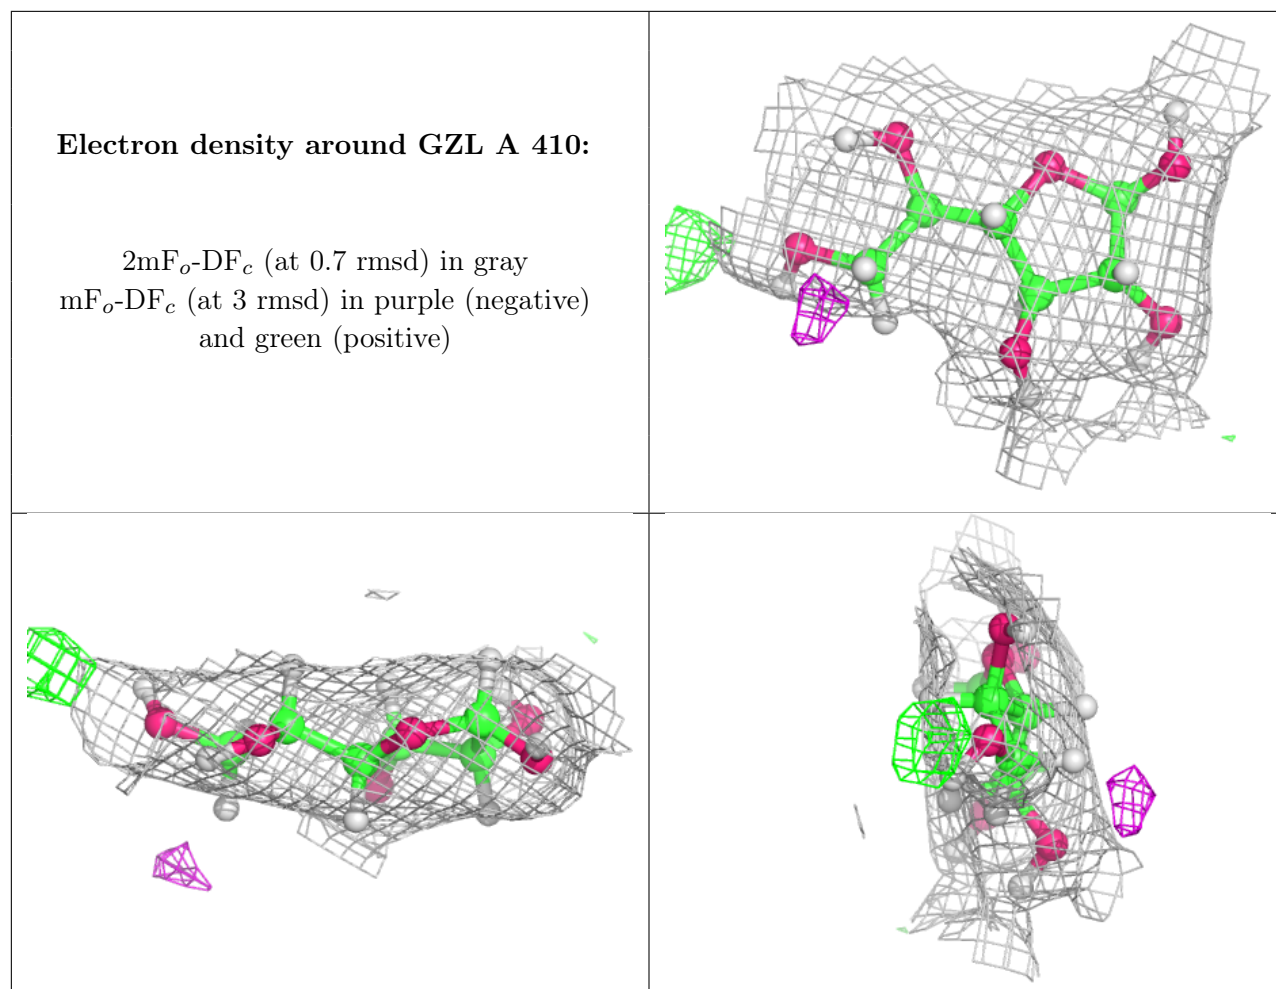 Electron density around GZL A 410:
2mFo-DFc (at 0.7 rmsd) in gray
mFo-DFc (at 3 rmsd) in purple (negative)
and green (positive)